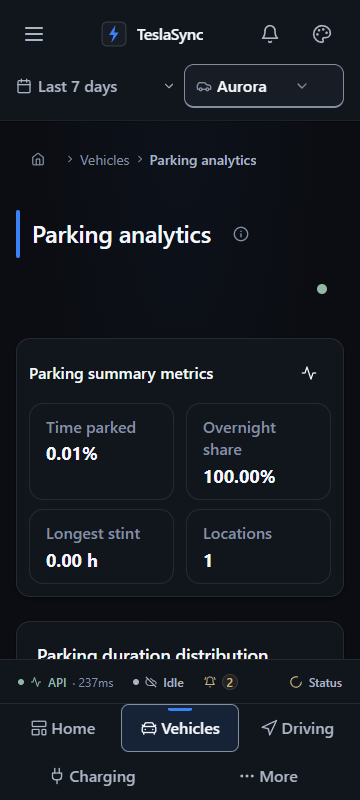 TeslaSync
Last 7 days
Aurora
Vehicles
Parking analytics
Parking analytics
Parking summary metrics
Time parked
0.01%
Overnight
share
100.00%
Longest stint
0.00 h
Locations
1
Parking duration distribution
API · 237ms
Idle
2
Status
Home
Vehicles
Driving
Charging
More